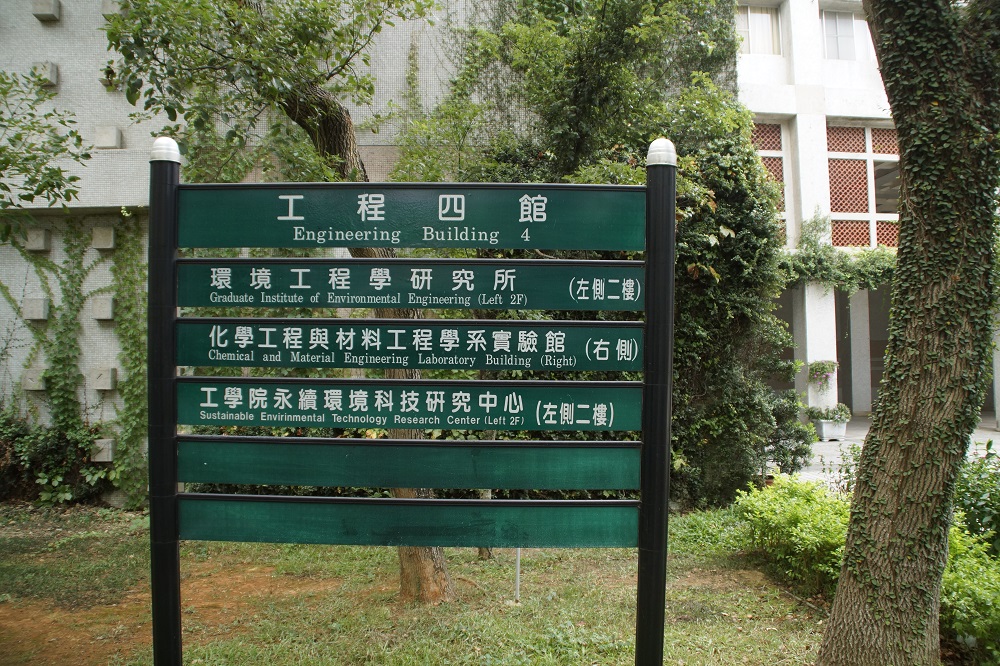 工程四館
Engineering Building 4
環境工程學研究所 (左側二樓)
Graduate Institute of Environmental Engineering (Left 2F)
化學工程與材料工程學系實驗館 (右側)
Chemical and Material Engineering Laboratory Building (Right)
工學院永續環境科技研究中心 (左側二樓)
Sustainable Envirinmental Technology Research Center (Left 2F)